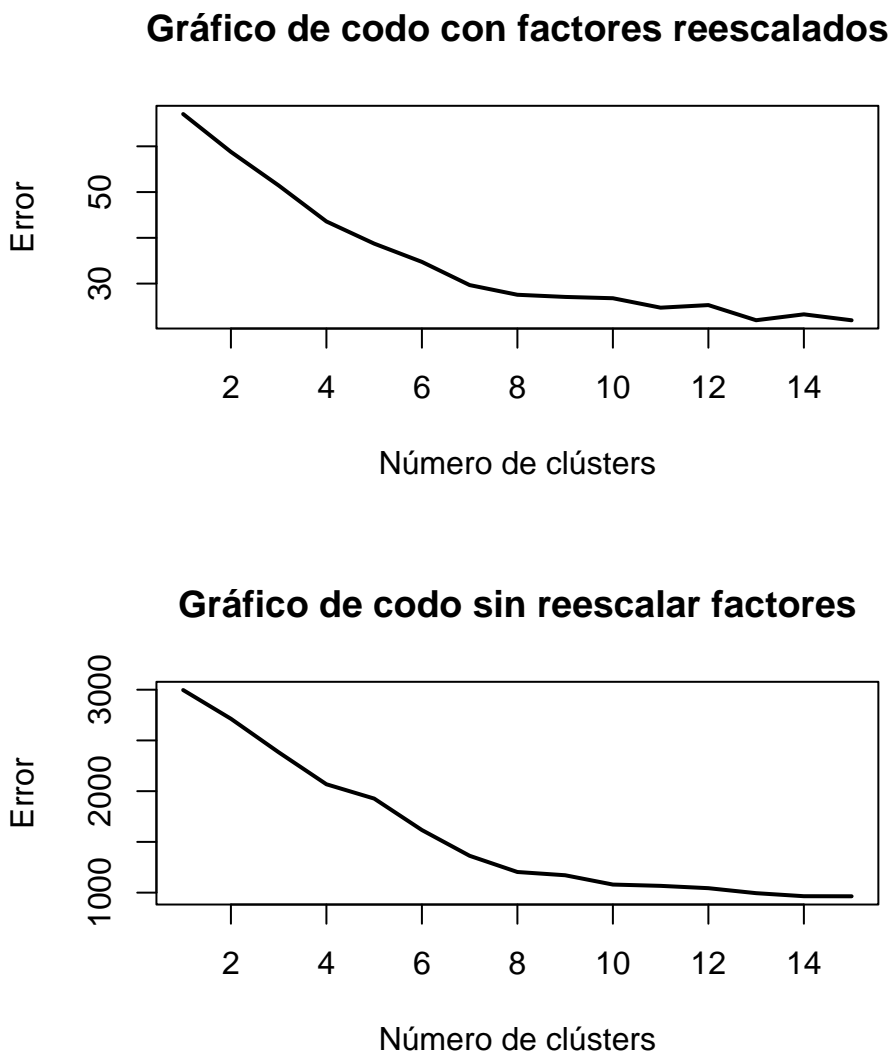 Gráfico de codo con factores reescalados
Error
50
30
2 4 6 8 10 12 14
Número de clústers
Gráfico de codo sin reescalar factores
Error
3000
2000
1000
2 4 6 8 10 12 14
Número de clústers